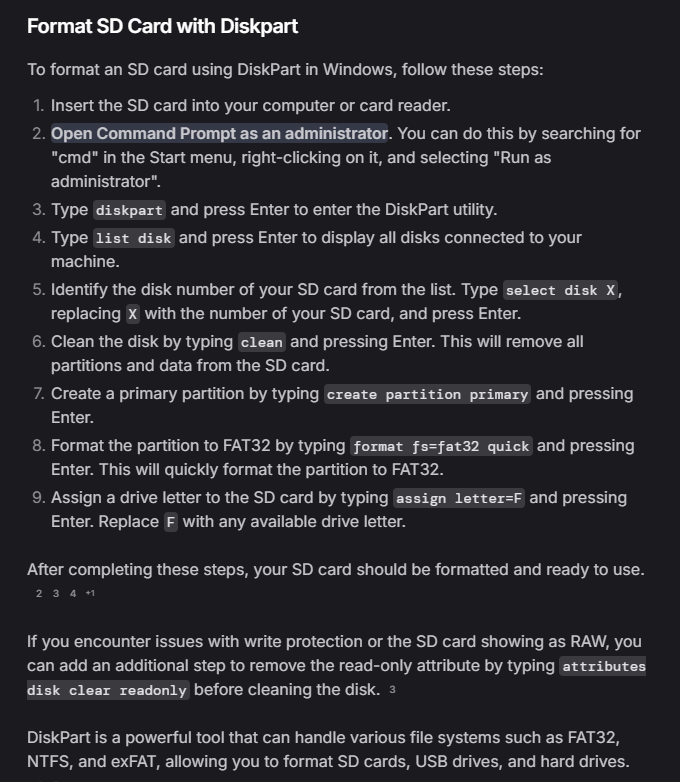 Format SD Card with Diskpart
To format an SD card using DiskPart in Windows, follow these steps:
1. Insert the SD card into your computer or card reader.
2. Open Command Prompt as an administrator. You can do this by searching for
"cmd" in the Start menu, right-clicking on it, and selecting "Run as
administrator".
3. Type diskpart and press Enter to enter the DiskPart utility.
4. Type list disk and press Enter to display all disks connected to your
machine.
5. Identify the disk number of your SD card from the list. Type select disk X,
replacing X with the number of your SD card, and press Enter.
6. Clean the disk by typing clean and pressing Enter. This will remove all
partitions and data from the SD card.
7. Create a primary partition by typing create partition primary and pressing
Enter.
8. Format the partition to FAT32 by typing format fs=fat32 quick and pressing
Enter. This will quickly format the partition to FAT32.
9. Assign a drive letter to the SD card by typing assign letter=F and pressing
Enter. Replace F with any available drive letter.
After completing these steps, your SD card should be formatted and ready to use.
2 3 4 +1
If you encounter issues with write protection or the SD card showing as RAW, you
can add an additional step to remove the read-only attribute by typing attributes
disk clear readonly before cleaning the disk. 3
DiskPart is a powerful tool that can handle various file systems such as FAT32,
NTFS, and exFAT, allowing you to format SD cards, USB drives, and hard drives.